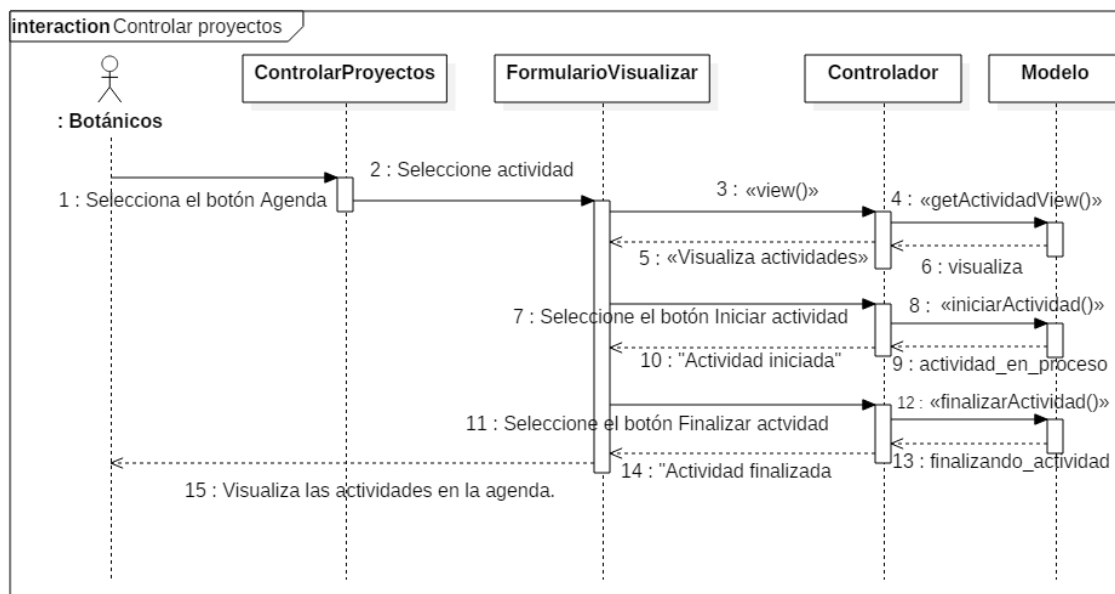 interaction Controlar proyectos
ControlarProyectos
FormularioVisualizar
Controlador
Modelo
: Botánicos
1 : Selecciona el botón Agenda
2 : Seleccione actividad
3 : «view()»
4 : «getActividadView()»
5 : «Visualiza actividades»
6 : visualiza
7 : Seleccione el botón Iniciar actividad
8 : «iniciarActividad()»
9 : actividad_en_proceso
10 : "Actividad iniciada"
11 : Seleccione el botón Finalizar actvidad
12 : «finalizarActividad()»
13 : finalizando_actividad
14 : "Actividad finalizada
15 : Visualiza las actividades en la agenda.